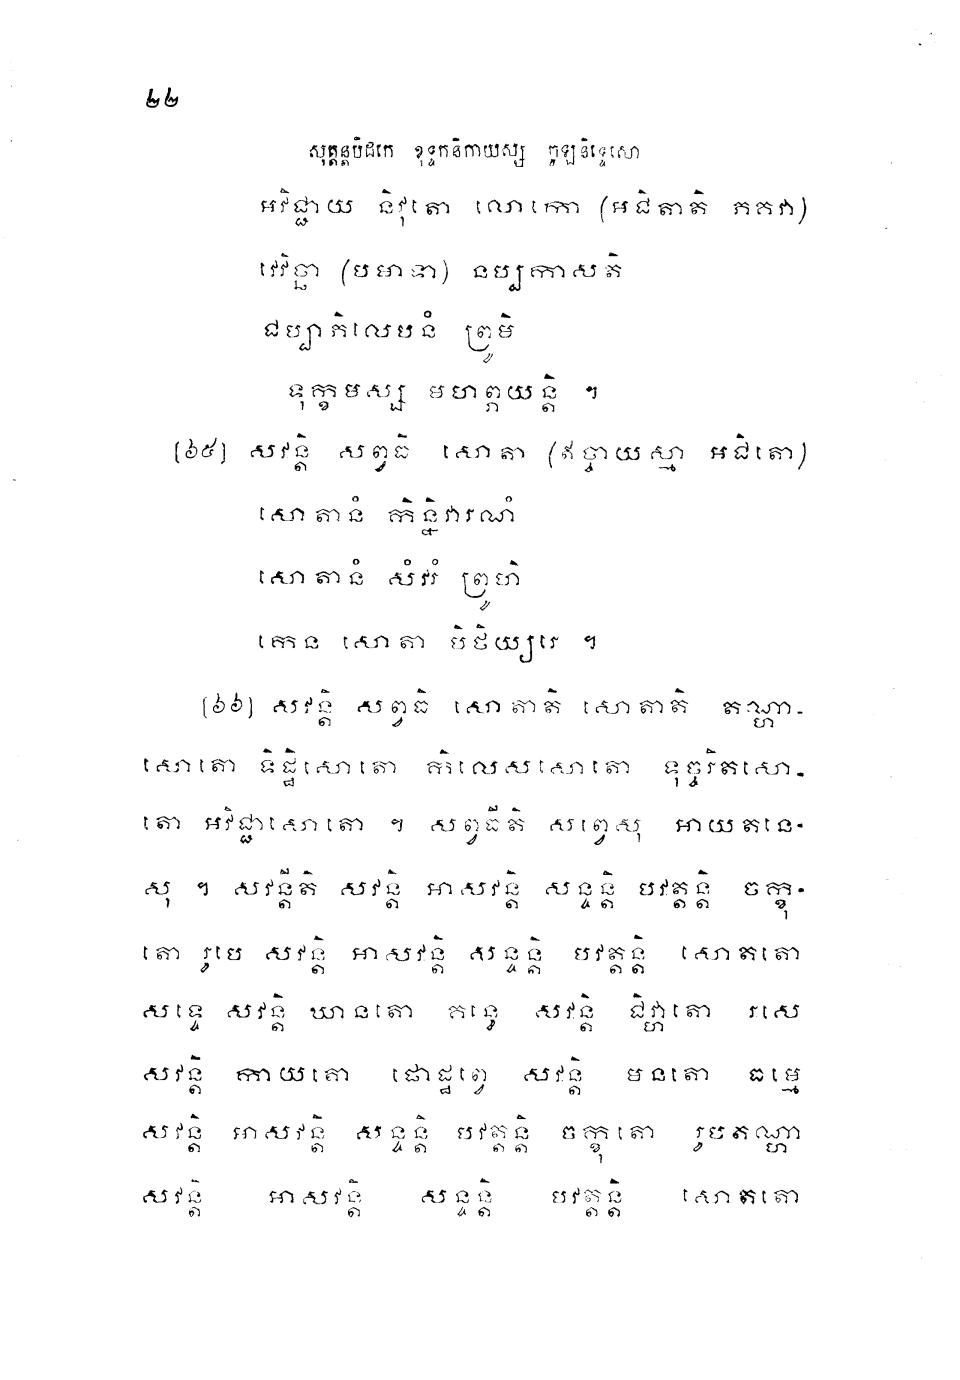 ២២
សុត្តន្តបិដកេ ខុទ្ទកនិកាយស្ស ចូឡនិទ្ទេសោ
អវិជ្ជាយ និវុតោ លោកោ (អជិតាតិ ភគវា)
វេវិច្ឆា (បមាទា) នប្បកាសតិ
ជប្បាភិលេបនំ ព្រូមិ
ទុក្ខមស្ស មហព្ភយន្តិ ។
[៦៥] សវន្តិ សព្វធិ សោតា (ឥច្ចាយស្មា អជិតោ)
សោតានំ កិន្និវារណំ
សោតានំ សំវរំ ព្រូហិ
កេន សោតា បិថិយ្យរេ ។
[៦៦] សវន្តិ សព្វធិ សោតាតិ សោតាតិ តណ្ហា-
សោតោ ទិដ្ឋិសោតោ កិលេសសោតោ ទុច្ចរិតសោ-
តោ អវិជ្ជាសោតោ ។ សព្វធីតិ សព្វេសុ អាយតនេ-
សុ ។ សវន្តីតិ សវន្តិ អាសវន្តិ សន្ទន្តិ បវត្តន្តិ ចក្ខុ-
តោ រូបេ សវន្តិ អាសវន្តិ សន្ទន្តិ បវត្តន្តិ សោតតោ
សទ្ទេ សវន្តិ ឃានតោ គន្ធេ សវន្តិ ជិវ្ហាតោ រសេ
សវន្តិ កាយតោ ផោដ្ឋព្វេ សវន្តិ មនតោ ធម្មេ
សវន្តិ អាសវន្តិ សន្ទន្តិ បវត្តន្តិ ចក្ខុតោ រូបតណ្ហា
សវន្តិ អាសវន្តិ សន្ទន្តិ បវត្តន្តិ សោតតោ